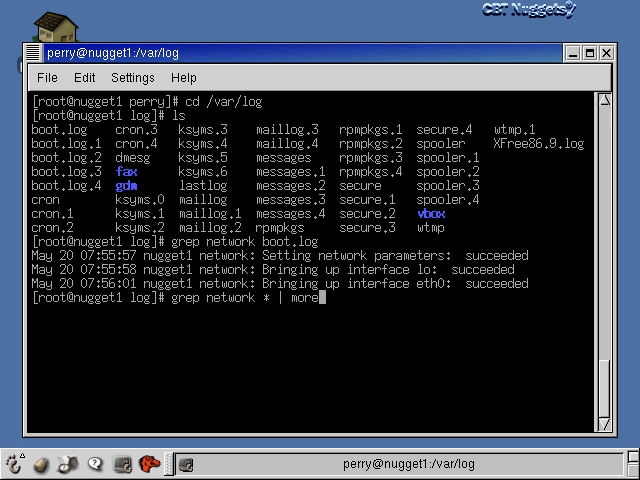 CBT Nuggets
perry@nugget1:/var/log
File Edit Settings Help
[root@nugget1 perry]# cd /var/log
[root@nugget1 log]# ls
boot.log cron.3 ksyms.3 maillog.3 rpmpkgs.1 secure.4 wtmp.1
boot.log.1 cron.4 ksyms.4 maillog.4 rpmpkgs.2 spooler XFree86.9.log
boot.log.2 dmesg ksyms.5 messages rpmpkgs.3 spooler.1
boot.log.3 fax ksyms.6 messages.1 rpmpkgs.4 spooler.2
boot.log.4 gdm lastlog messages.2 secure spooler.3
cron ksyms.0 maillog messages.3 secure.1 spooler.4
cron.1 ksyms.1 maillog.1 messages.4 secure.2 vbox
cron.2 ksyms.2 maillog.2 rpmpkgs secure.3 wtmp
[root@nugget1 log]# grep network boot.log
May 20 07:55:57 nugget1 network: Setting network parameters: succeeded
May 20 07:55:58 nugget1 network: Bringing up interface lo: succeeded
May 20 07:56:01 nugget1 network: Bringing up interface eth0: succeeded
[root@nugget1 log]# grep network * | more
perry@nugget1:/var/log